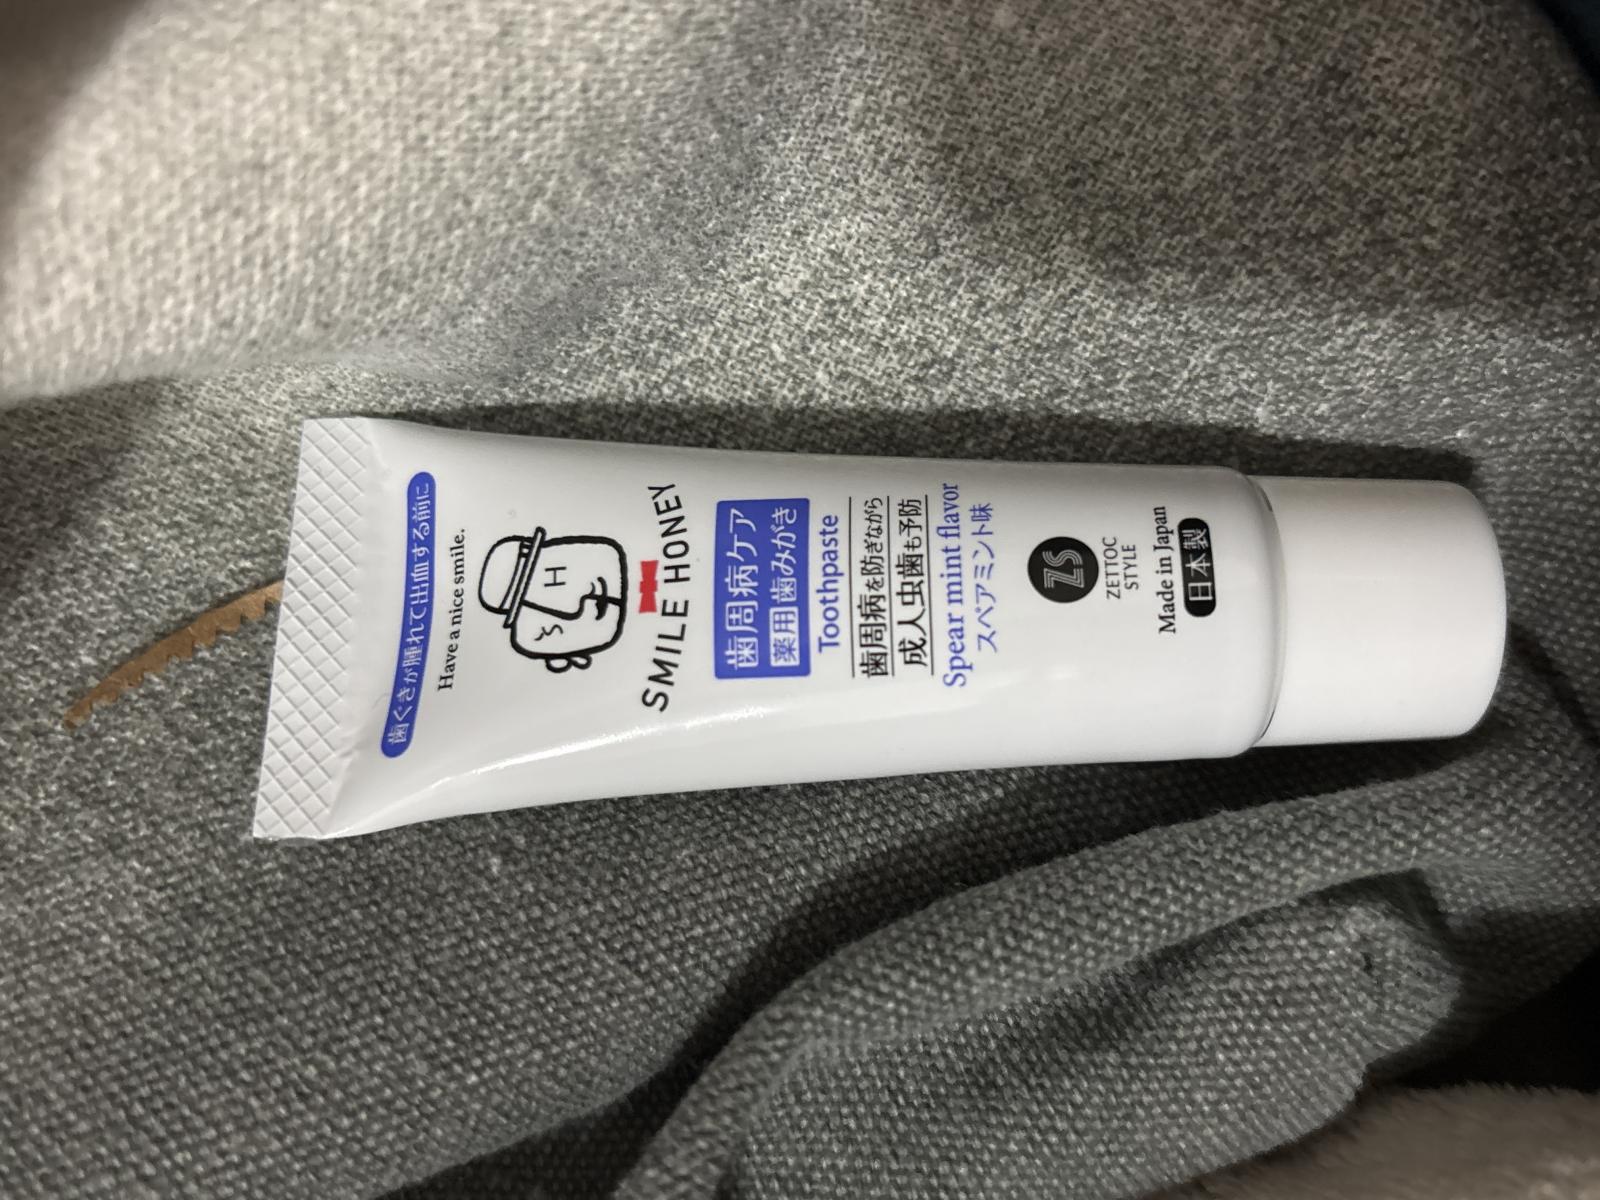 歯ぐきが腫れて出血する前に
Have a nice smile.
H
SMILE HONEY
歯周病ケア
薬用 歯みがき
Toothpaste
歯周病を防ぎながら
成人虫歯も予防
Spear mint flavor
スペアミント味
ZS
ZETTOC
STYLE
Made in Japan
日本製